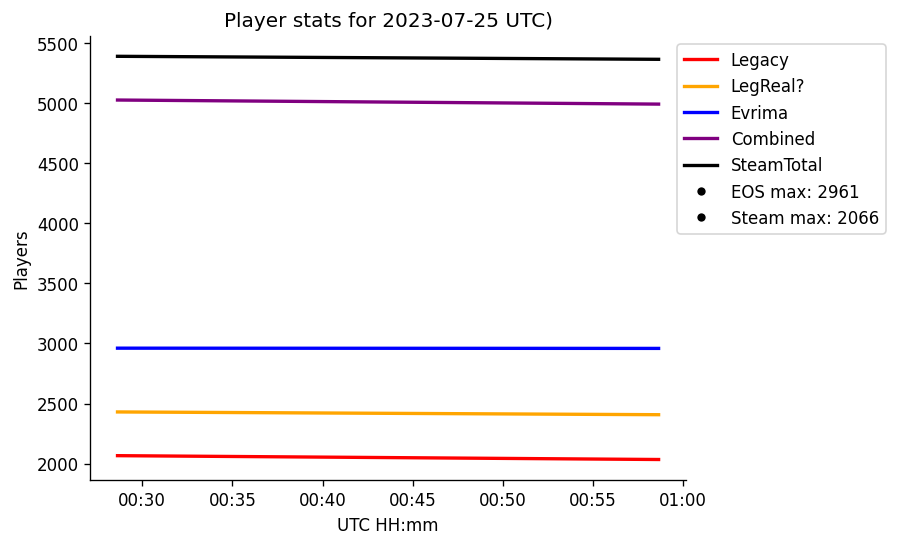 Player stats for 2023-07-25 UTC)
5500
5000
4500
4000
3500
3000
2500
2000
Players
00:30 00:35 00:40 00:45 00:50 00:55 01:00
UTC HH:mm
Legacy
LegReal?
Evrima
Combined
SteamTotal
EOS max: 2961
Steam max: 2066